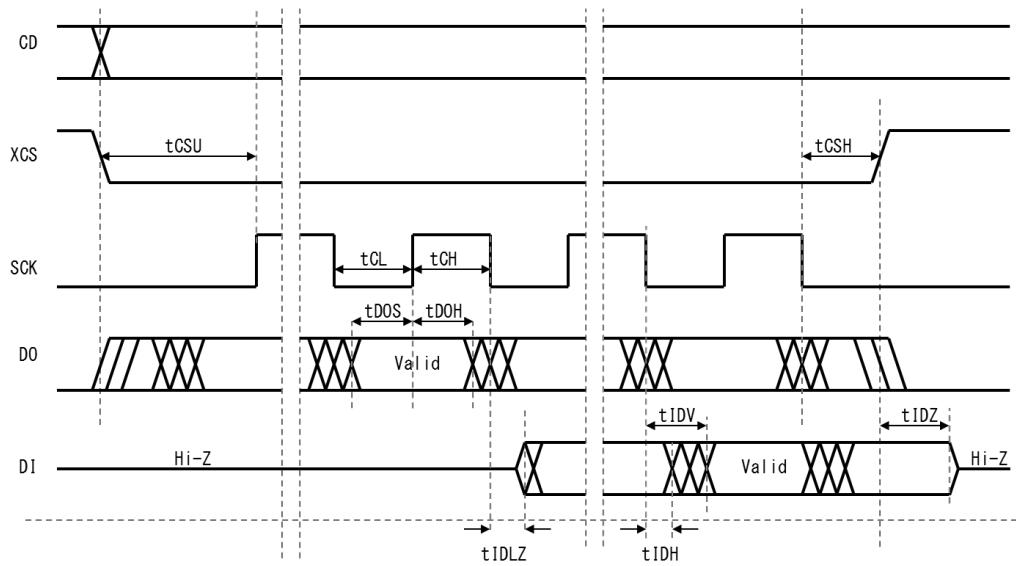 CD
XCS
tCSU
tCSH
SCK
tCL
tCH
tDOS
tDOH
DO
Valid
tIDV
tIDZ
DI
Hi-Z
Valid
Hi-Z
tIDLZ
tIDH